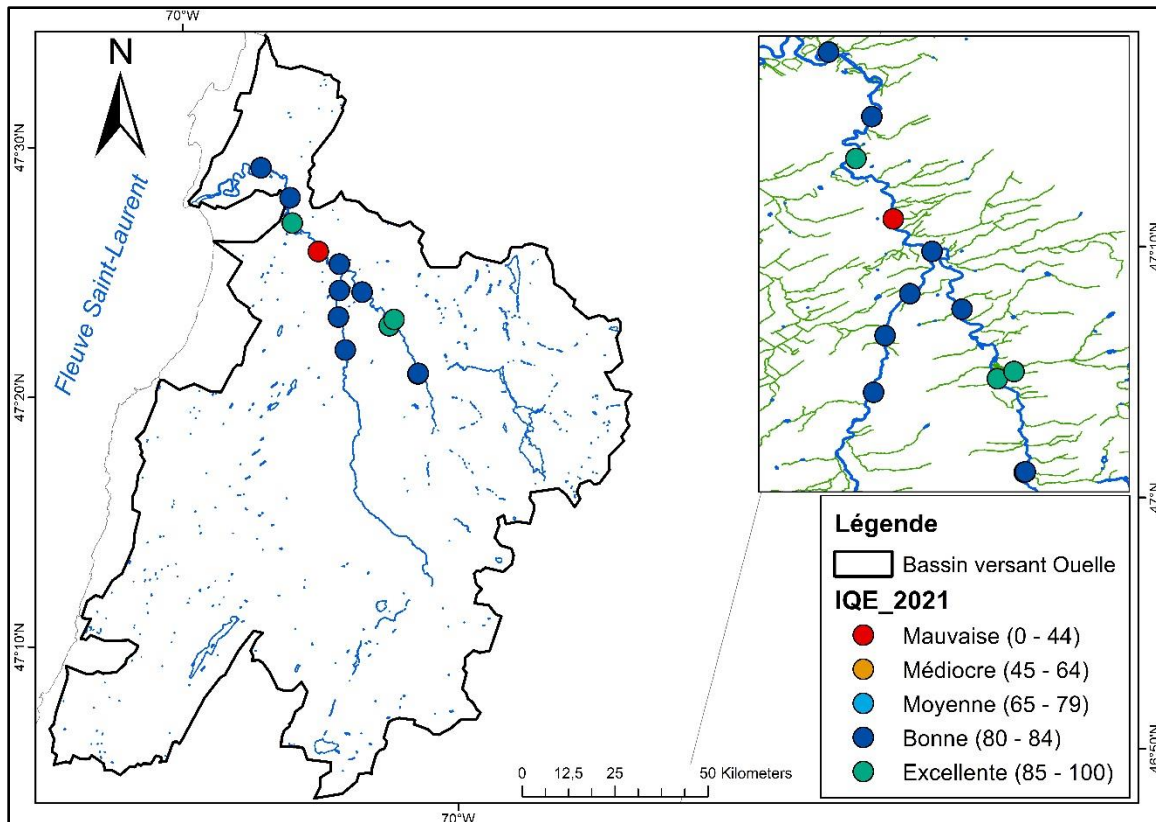 70°W
N
47°30'N
Fleuve Saint-Laurent
47°20'N
47°10'N
47°10'N
47°N
46°50'N
Légende
Bassin versant Ouelle
IQE_2021
Mauvaise (0 - 44)
Médiocre (45 - 64)
Moyenne (65 - 79)
Bonne (80 - 84)
Excellente (85 - 100)
0 12,5 25 50 Kilometers
70°W